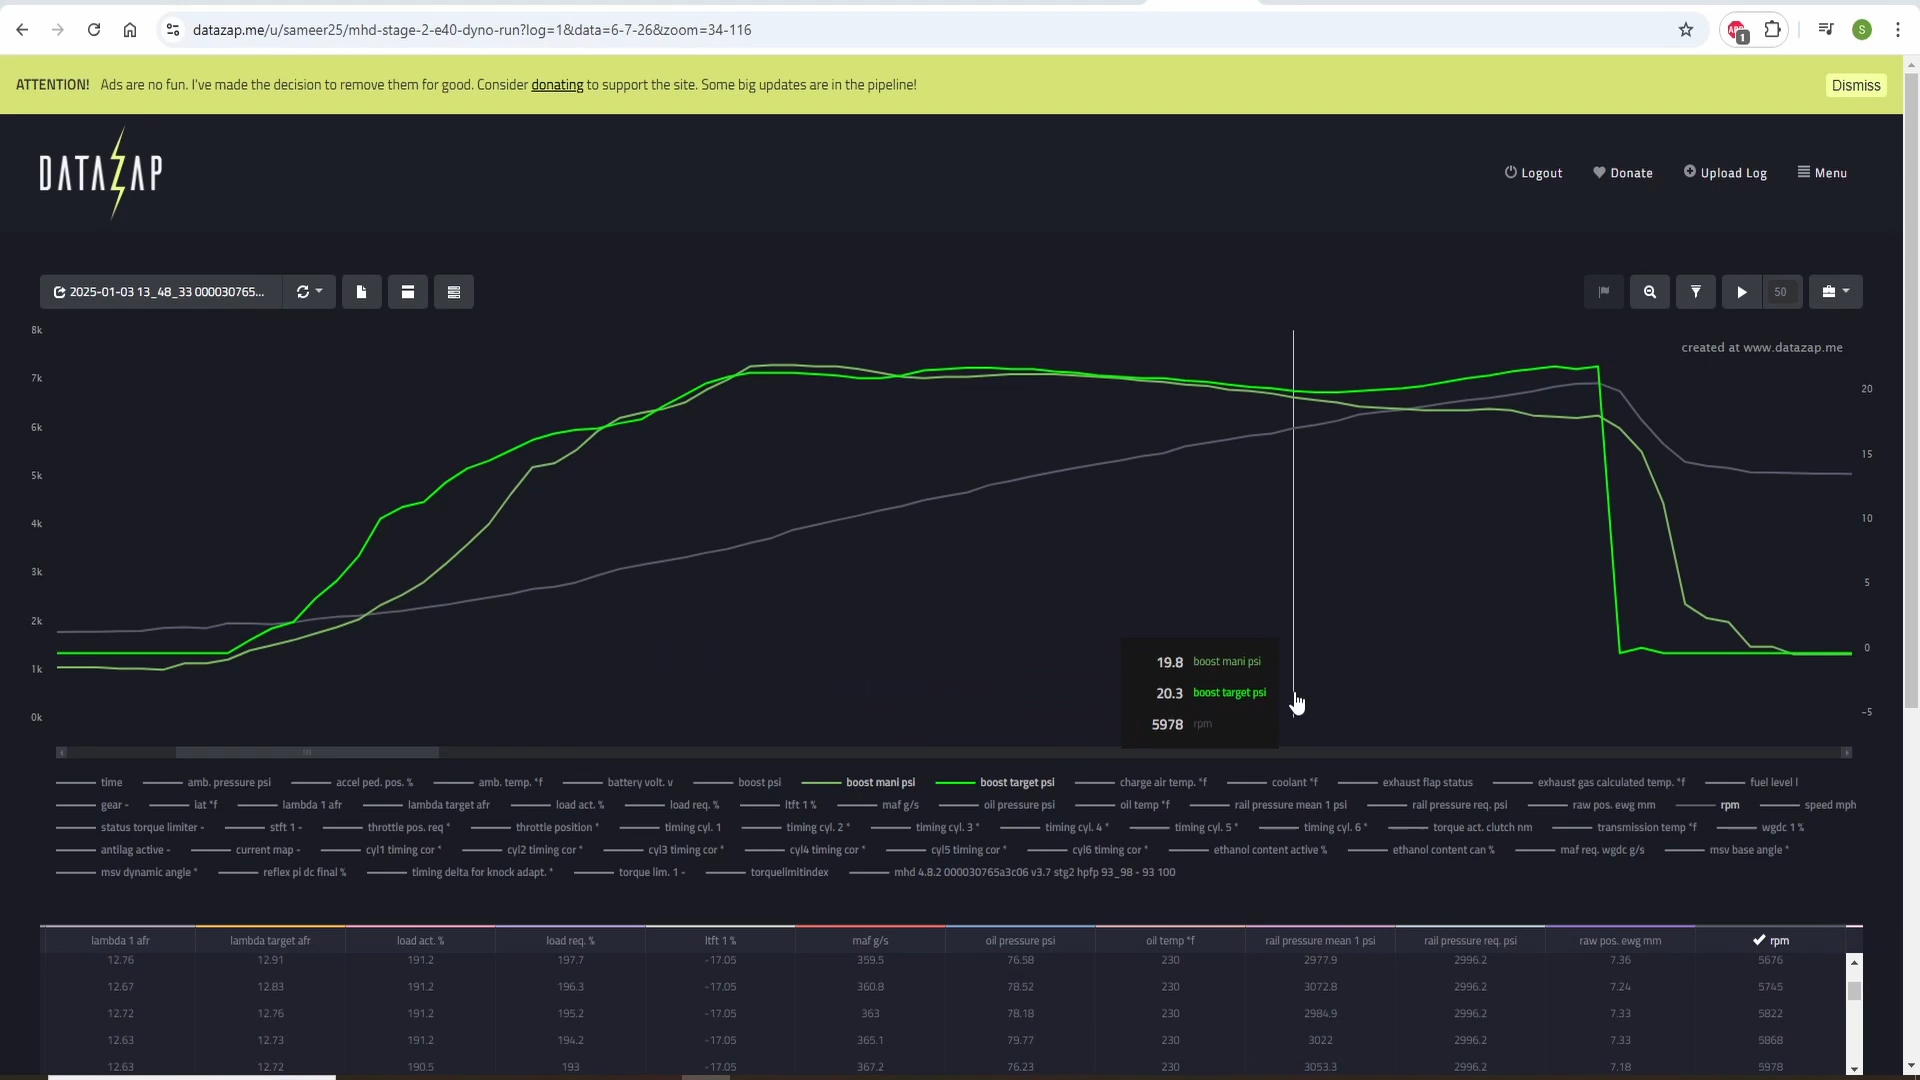 datazap.me/u/sameer25/mhd-stage-2-e40-dyno-run?log=1&data=6-7-26&zoom=34-116
1
S
ATTENTION! Ads are no fun. I've made the decision to remove them for good. Consider donating to support the site. Some big updates are in the pipeline!
Dismiss
DATAZAP
Logout Donate Upload Log Menu
2025-01-03 13_48_33 000030765...
50
8k
created at www.datazap.me
7k
20
6k
15
5k
10
4k
3k
5
2k
0
1k
-5
0k
19.8 boost mani psi
20.3 boost target psi
5978 rpm
time amb. pressure psi accel ped. pos. % amb. temp. *f battery volt. v boost psi boost mani psi boost target psi charge air temp. *f coolant *f exhaust flap status exhaust gas calculated temp. *f fuel level l
gear - iat *f lambda 1 afr lambda target afr load act. % load req. % ltft 1 % maf g/s oil pressure psi oil temp *f rail pressure mean 1 psi rail pressure req. psi raw pos. ewg mm rpm speed mph
status torque limiter - stft 1 - throttle pos. req * throttle position * timing cyl. 1 timing cyl. 2 * timing cyl. 3 * timing cyl. 4 * timing cyl. 5 * timing cyl. 6 * torque act. clutch nm transmission temp *f wgdc 1 %
antilag active - current map - cyl1 timing cor * cyl2 timing cor * cyl3 timing cor * cyl4 timing cor * cyl5 timing cor * cyl6 timing cor * ethanol content active % ethanol content can % maf req. wgdc g/s msv base angle *
msv dynamic angle * reflex pi dc final % timing delta for knock adapt. * torque lim. 1 - torquelimitindex mhd 4.8.2 000030765a3c06 v3.7 stg2 hpfp 93_98 - 93 100
lambda 1 afr lambda target afr load act. % load req. % ltft 1 % maf g/s oil pressure psi oil temp *f rail pressure mean 1 psi rail pressure req. psi raw pos. ewg mm rpm
12.76 12.91 191.2 197.7 -17.05 359.5 76.58 230 2977.9 2996.2 7.36 5676
12.67 12.83 191.2 196.3 -17.05 360.8 78.52 230 3072.8 2996.2 7.24 5745
12.72 12.76 191.2 195.2 -17.05 363 78.18 230 2984.9 2996.2 7.33 5822
12.63 12.73 191.2 194.2 -17.05 365.1 79.77 230 3022 2996.2 7.33 5868
12.63 12.72 190.5 193 -17.05 367.2 76.23 230 3053.3 2996.2 7.18 5978